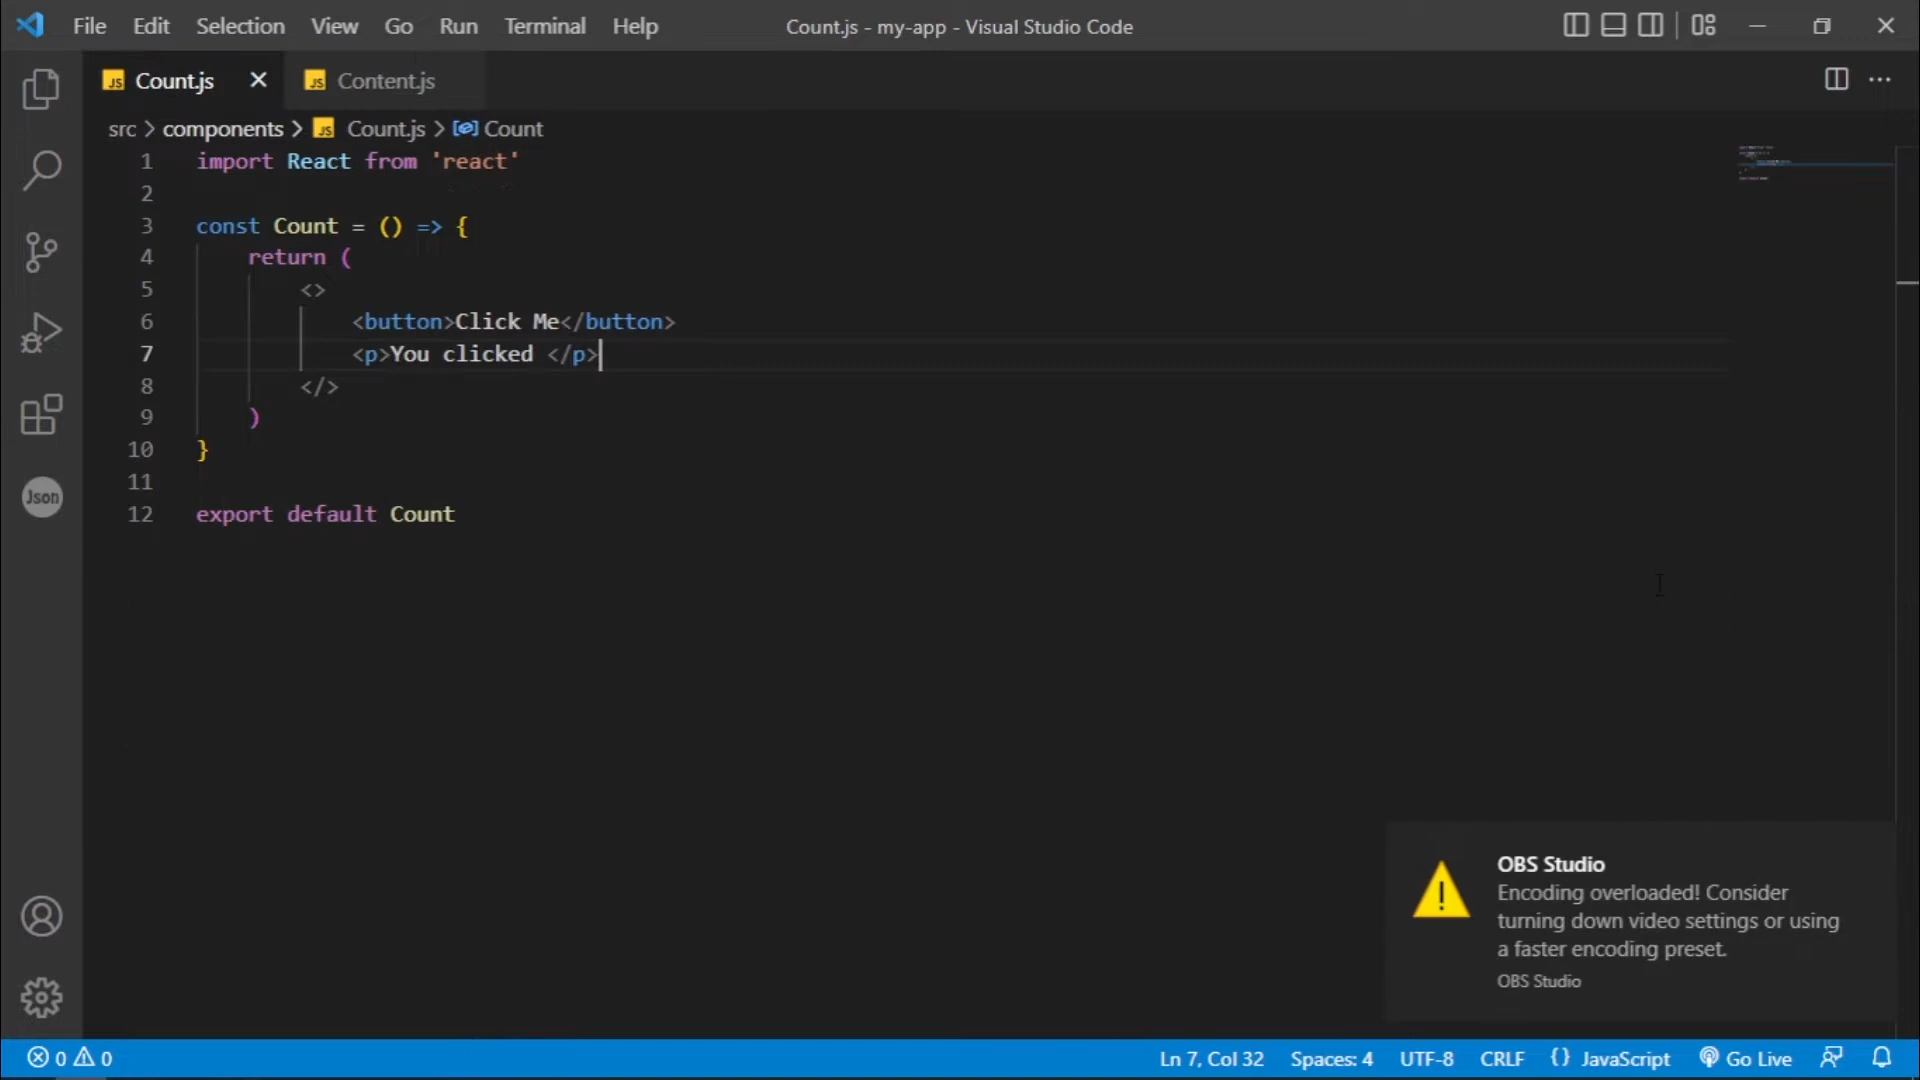 File Edit Selection View Go Run Terminal Help Count.js - my-app - Visual Studio Code
JS Count.js JS Content.js
src > components > JS Count.js > Count
1 import React from 'react'
2
3 const Count = () => {
4 return (
5 <>
6 <button>Click Me</button>
7 <p>You clicked </p>
8 </>
9 )
10 }
11
12 export default Count
Json
OBS Studio
Encoding overloaded! Consider
turning down video settings or using
a faster encoding preset.
OBS Studio
0 0 Ln 7, Col 32 Spaces: 4 UTF-8 CRLF {} JavaScript Go Live